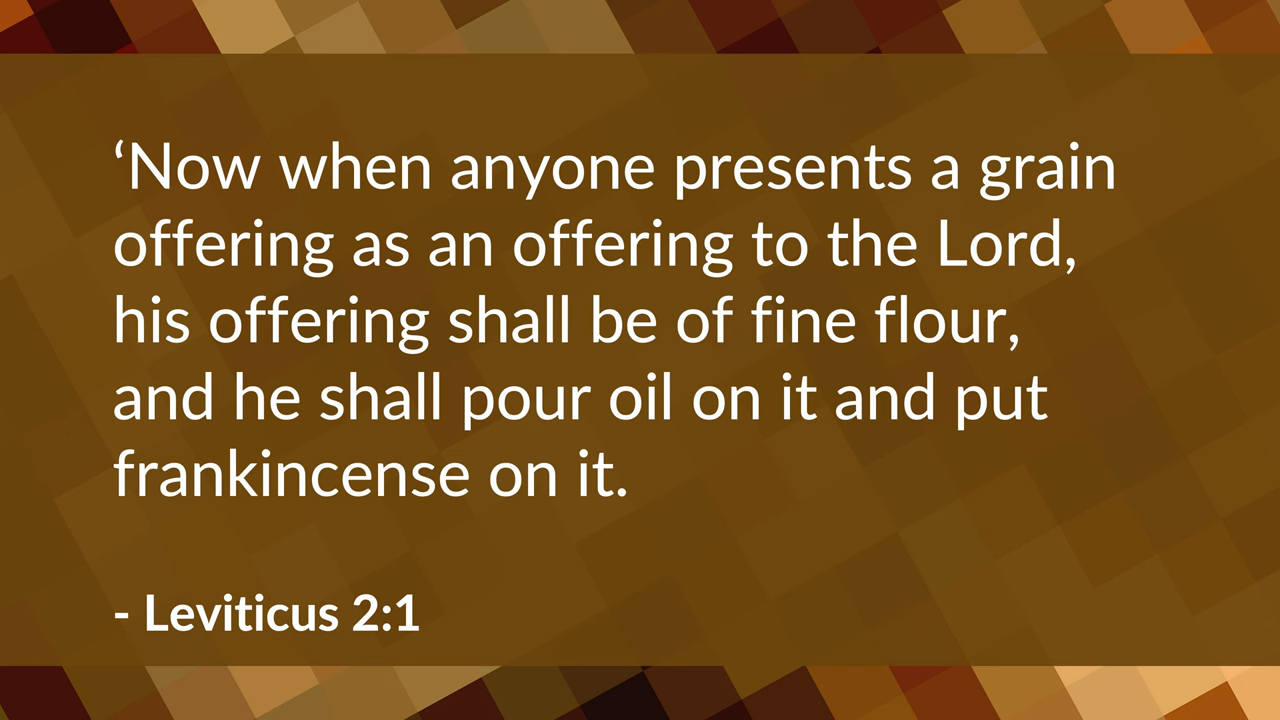 ‘Now when anyone presents a grain
offering as an offering to the Lord,
his offering shall be of fine flour,
and he shall pour oil on it and put
frankincense on it.
- Leviticus 2:1